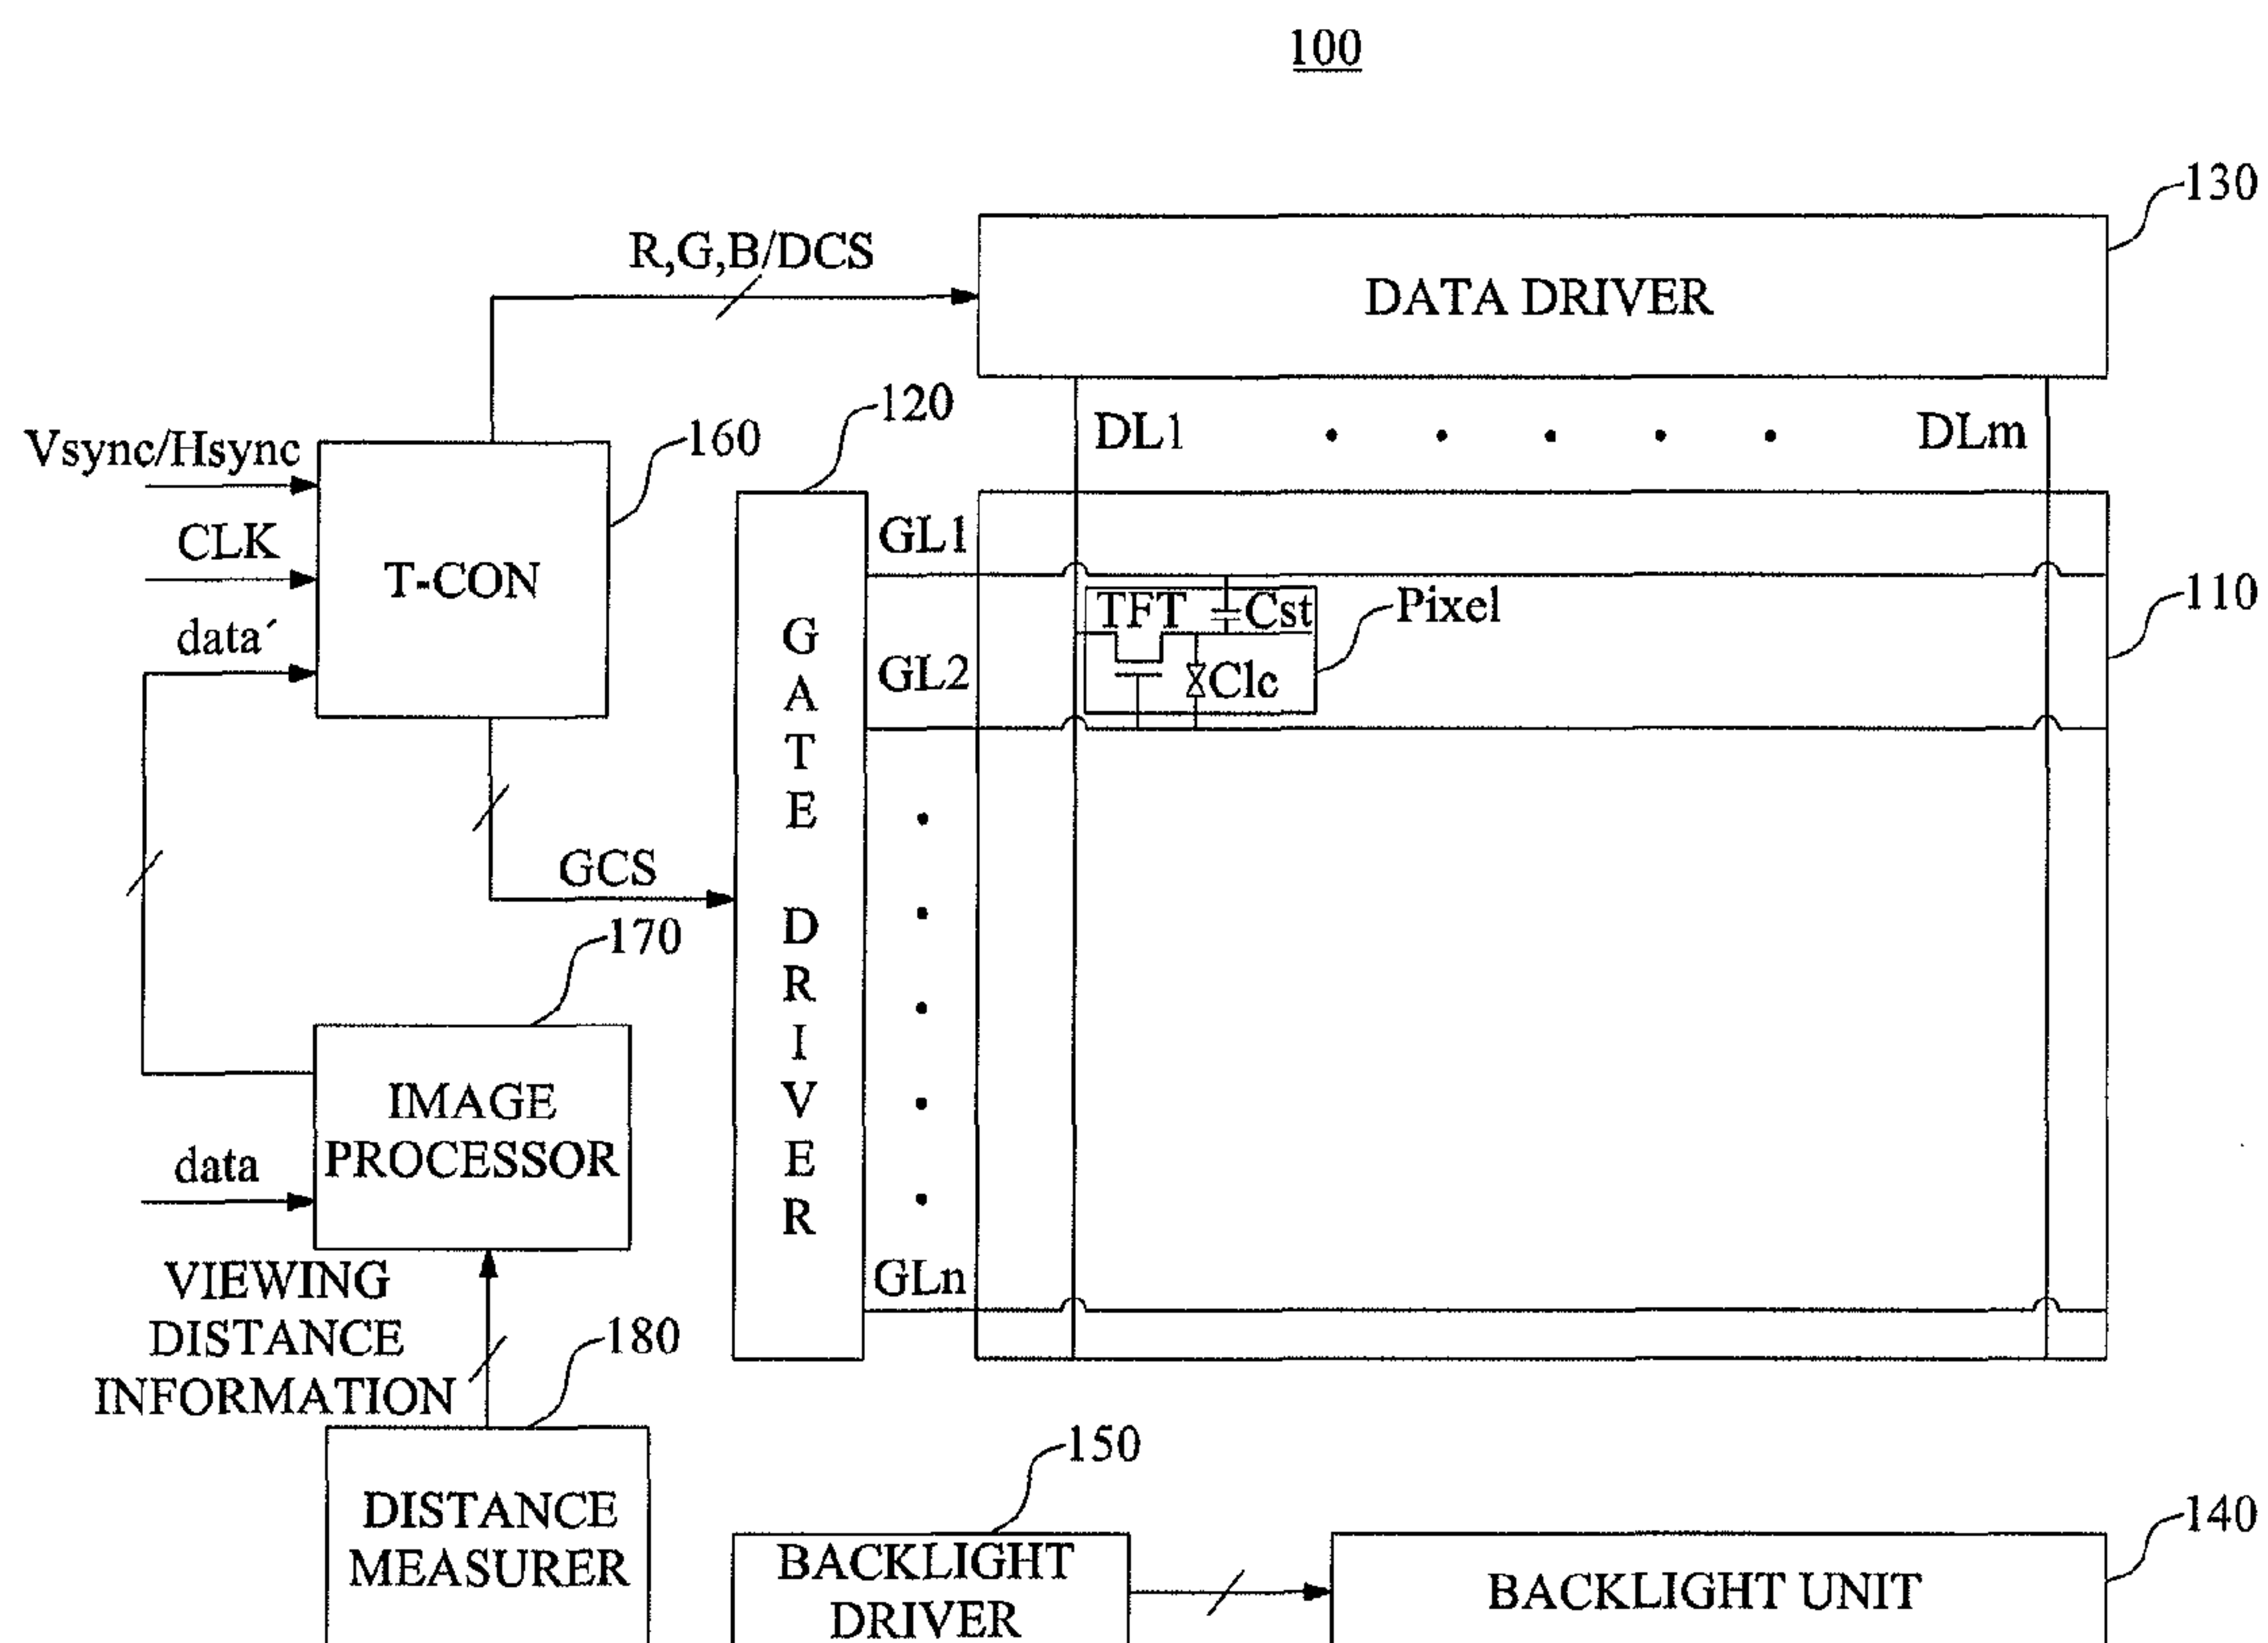 100
130
R,G,B/DCS
DATA DRIVER
120
DL1
DLm
160
Vsync/Hsync
CLK
T-CON
data´
GL1
TFT
Cst
Pixel
110
GL2
Clc
GATE DRIVER
GCS
170
IMAGE
PROCESSOR
data
VIEWING
DISTANCE
INFORMATION
GLn
180
150
DISTANCE
MEASURER
BACKLIGHT
DRIVER
140
BACKLIGHT UNIT